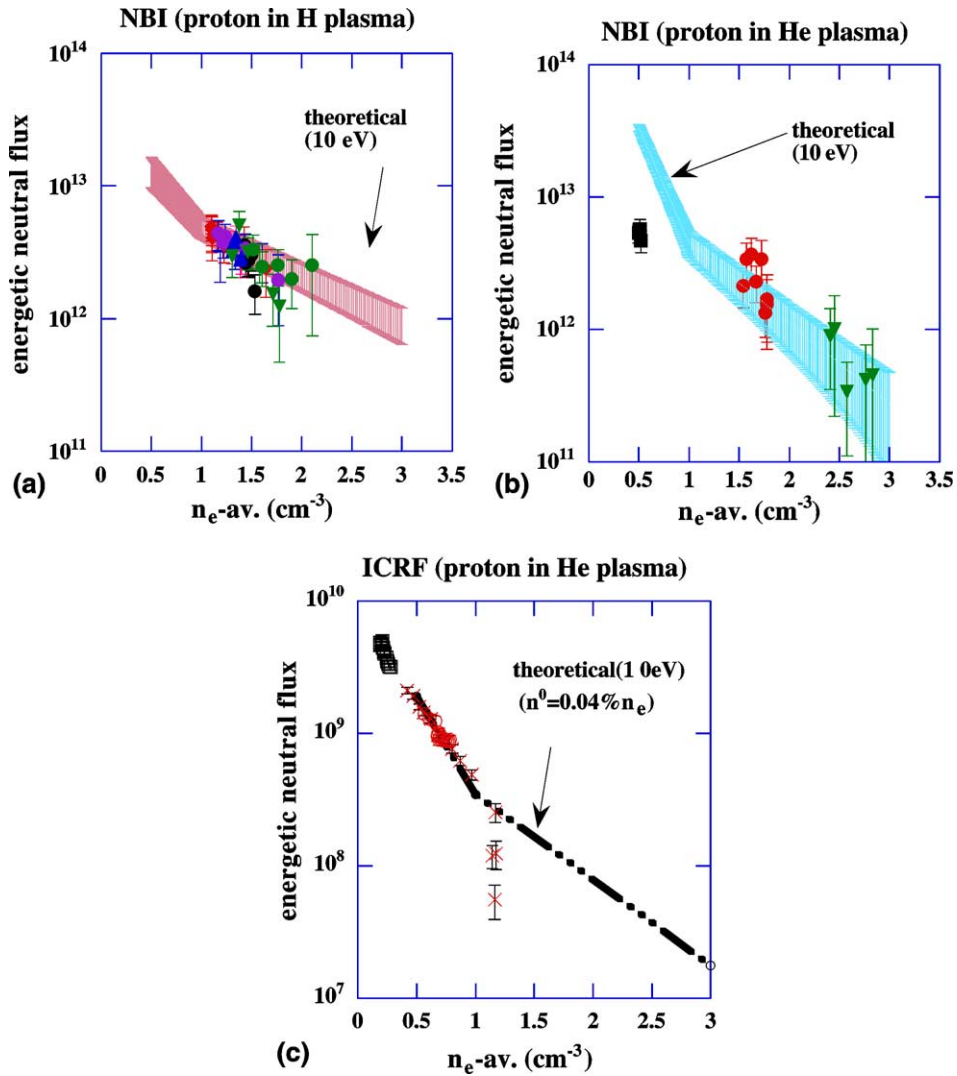 NBI (proton in H plasma)
10¹⁴
10¹³
10¹²
10¹¹
energetic neutral flux
theoretical
(10 eV)
0 0.5 1 1.5 2 2.5 3 3.5
(a)
nₑ-av. (cm⁻³)
NBI (proton in He plasma)
10¹⁴
10¹³
10¹²
10¹¹
energetic neutral flux
theoretical
(10 eV)
0 0.5 1 1.5 2 2.5 3 3.5
(b)
nₑ-av. (cm⁻³)
ICRF (proton in He plasma)
10¹⁰
10⁹
10⁸
10⁷
energetic neutral flux
theoretical(1 0eV)
(n⁰=0.04%nₑ)
0 0.5 1 1.5 2 2.5 3
(c)
nₑ-av. (cm⁻³)